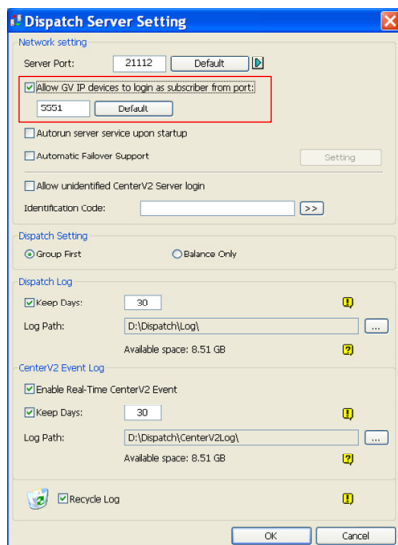 Dispatch Server Setting
Network setting
Server Port: 21112 Default
Allow GV IP devices to login as subscriber from port:
5551 Default
Autorun server service upon startup
Automatic Failover Support Setting
Allow unidentified CenterV2 Server login
Identification Code: >>
Dispatch Setting
Group First Balance Only
Dispatch Log
Keep Days: 30
Log Path: D:\Dispatch\Log\ ...
Available space: 8.51 GB
CenterV2 Event Log
Enable Real-Time CenterV2 Event
Keep Days: 30
Log Path: D:\Dispatch\CenterV2Log\ ...
Available space: 8.51 GB
Recycle Log
OK Cancel